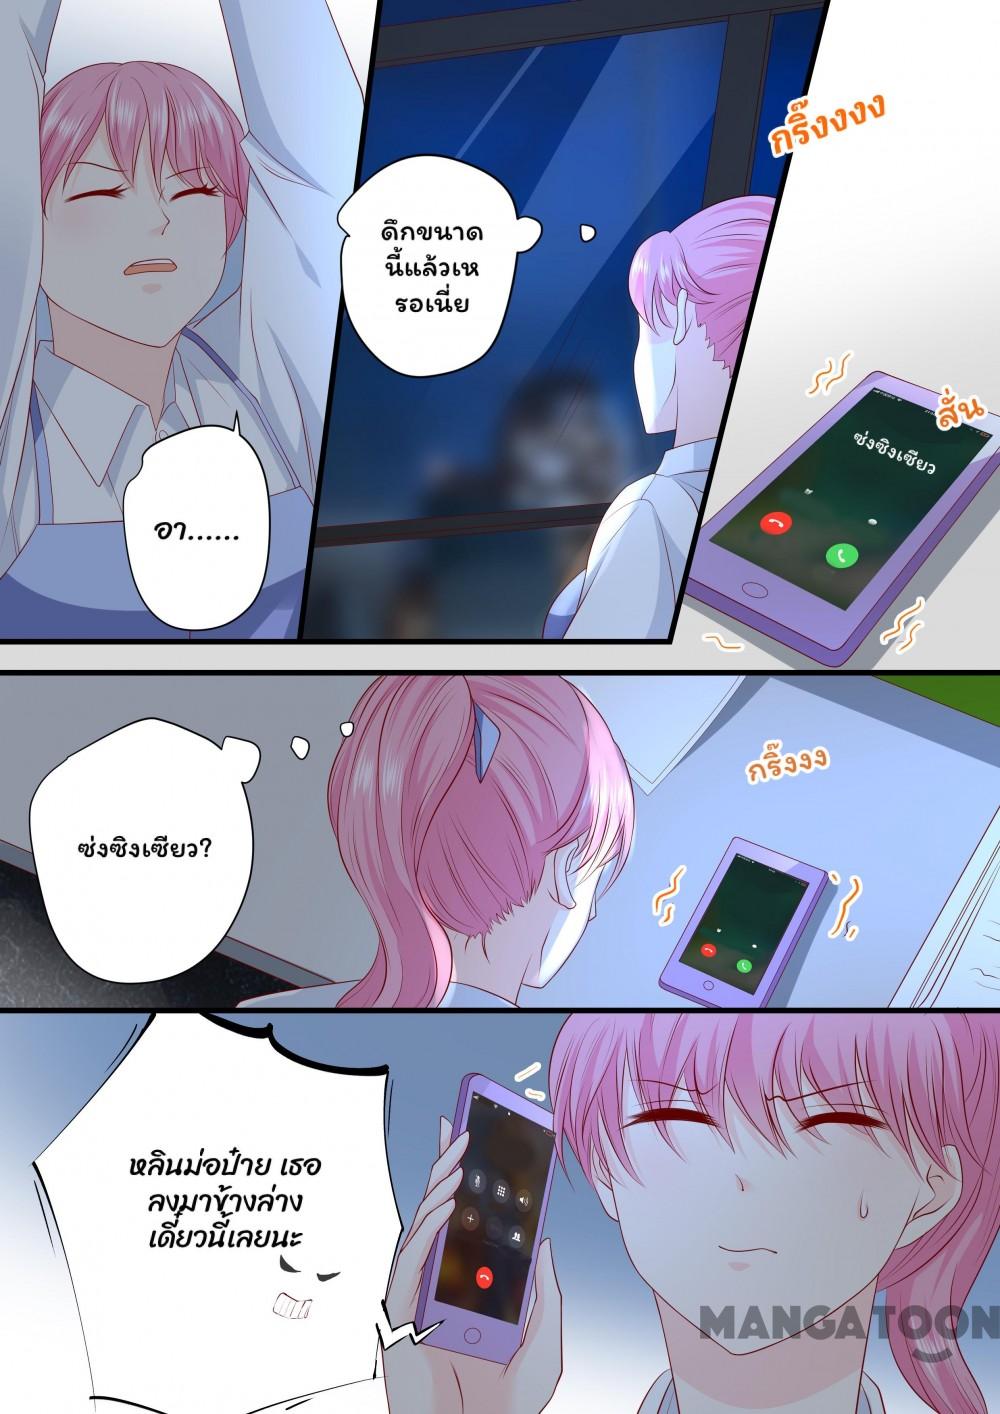 อา......
ดึกขนาด
นี้แล้วเห
รอเนี่ย
กริ๊งงงง
สั่น
ซ่งซิงเซียว
ซ่งซิงเซียว?
กริ๊งงง
หลินม่อป๋าย เธอ
ลงมาข้างล่าง
เดี๋ยวนี้เลยนะ
MANGATOON